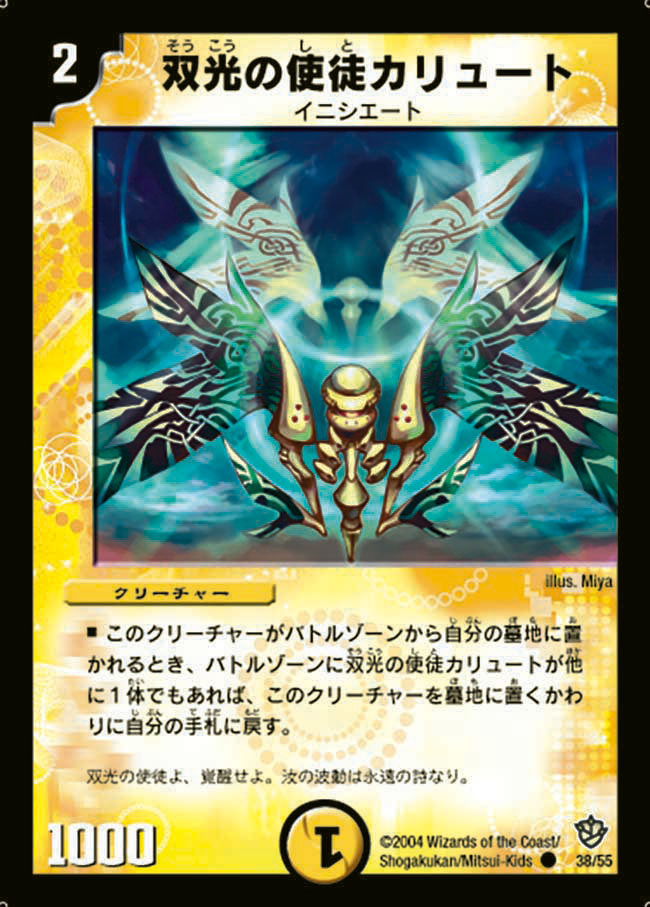 2
双光の使徒カリュート
そうこう しと
イニシエート
illus. Miya
クリーチャー
■ このクリーチャーがバトルゾーンから自分の墓地に置
かれるとき、バトルゾーンに双光の使徒カリュートが他
に1体でもあれば、このクリーチャーを墓地に置くかわ
りに自分の手札に戻す。
双光の使徒よ、覚醒せよ。汝の波動は永遠の詩なり。
1000
1
©2004 Wizards of the Coast/
Shogakukan/Mitsui-Kids
38/55